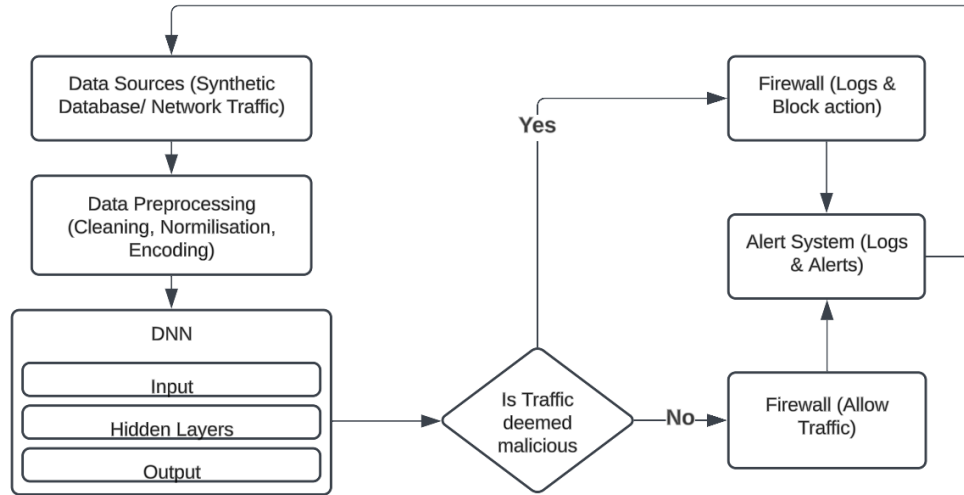 Data Sources (Synthetic
Database/ Network Traffic)
Data Preprocessing
(Cleaning, Normilisation,
Encoding)
DNN
Input
Hidden Layers
Output
Is Traffic
deemed
malicious
Yes
No
Firewall (Logs &
Block action)
Alert System (Logs
& Alerts)
Firewall (Allow
Traffic)